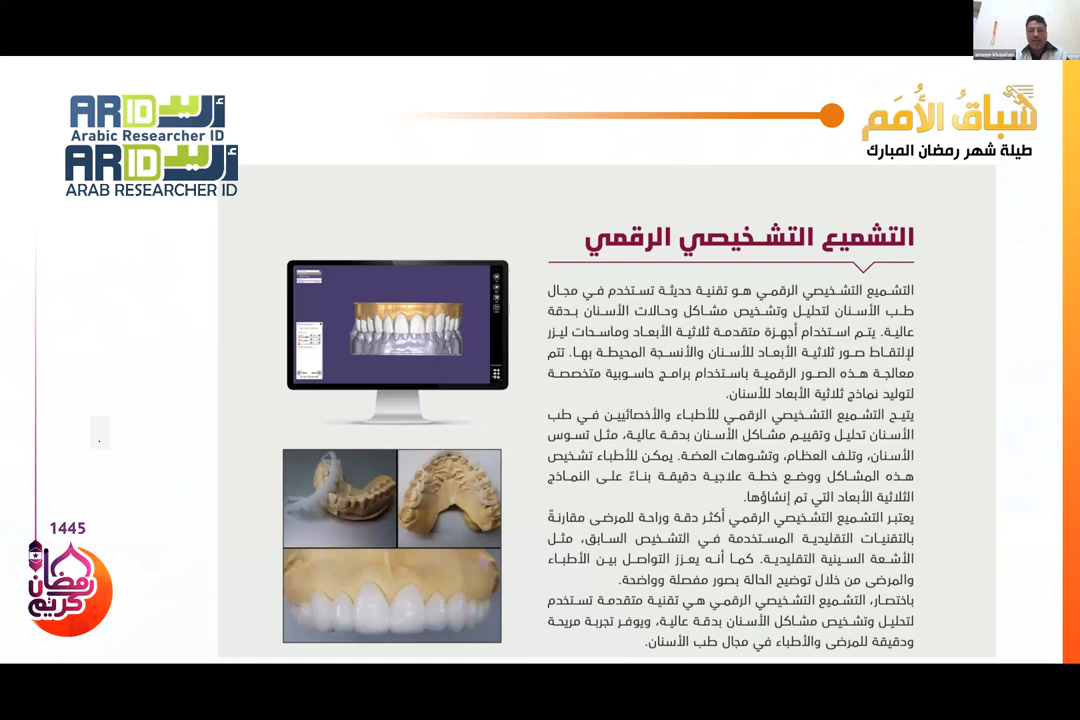 ameen khasalan
ARID أريد
Arabic Researcher ID
ARID أريد
ARAB RESEARCHER ID
سباقُ الأُمَم
طيلة شهر رمضان المبارك
التشميع التشخيصي الرقمي
التشميع التشخيصي الرقمي هو تقنية حديثة تستخدم في مجال
طب الأسنان لتحليل وتشخيص مشاكل وحالات الأسنان بدقة
عالية. يتم استخدام أجهزة متقدمة ثلاثية الأبعاد وماسحات ليزر
لإلتقاط صور ثلاثية الأبعاد للأسنان والأنسجة المحيطة بها. تتم
معالجة هذه الصور الرقمية باستخدام برامج حاسوبية متخصصة
لتوليد نماذج ثلاثية الأبعاد للأسنان.
يتيح التشميع التشخيصي الرقمي للأطباء والأخصائيين في طب
الأسنان تحليل وتقييم مشاكل الأسنان بدقة عالية، مثل تسوس
الأسنان، وتلف العظام، وتشوهات العضة. يمكن للأطباء تشخيص
هذه المشاكل ووضع خطة علاجية دقيقة بناءً على النماذج
الثلاثية الأبعاد التي تم إنشاؤها.
يعتبر التشميع التشخيصي الرقمي أكثر دقة وراحة للمرضى مقارنةً
بالتقنيات التقليدية المستخدمة في التشخيص السابق، مثل
الأشعة السينية التقليدية. كما أنه يعزز التواصل بين الأطباء
والمرضى من خلال توضيح الحالة بصور مفصلة وواضحة.
باختصار، التشميع التشخيصي الرقمي هي تقنية متقدمة تستخدم
لتحليل وتشخيص مشاكل الأسنان بدقة عالية، ويوفر تجربة مريحة
ودقيقة للمرضى والأطباء في مجال طب الأسنان.
1445
رمضان
كريم